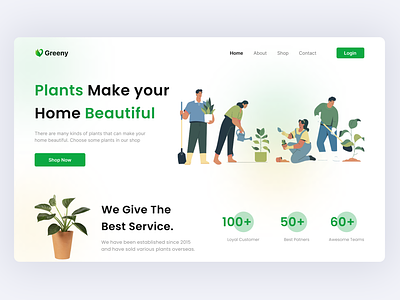 Greeny
Home About Shop Contact Login
Plants Make your
Home Beautiful
There are many kinds of plants that can make your
home beautiful. Choose some plants in our shop
Shop Now
We Give The
Best Service.
We have been established since 2015
and have sold various plants overseas.
100+ 50+ 60+
Loyal Customer Best Patners Awesome Teams